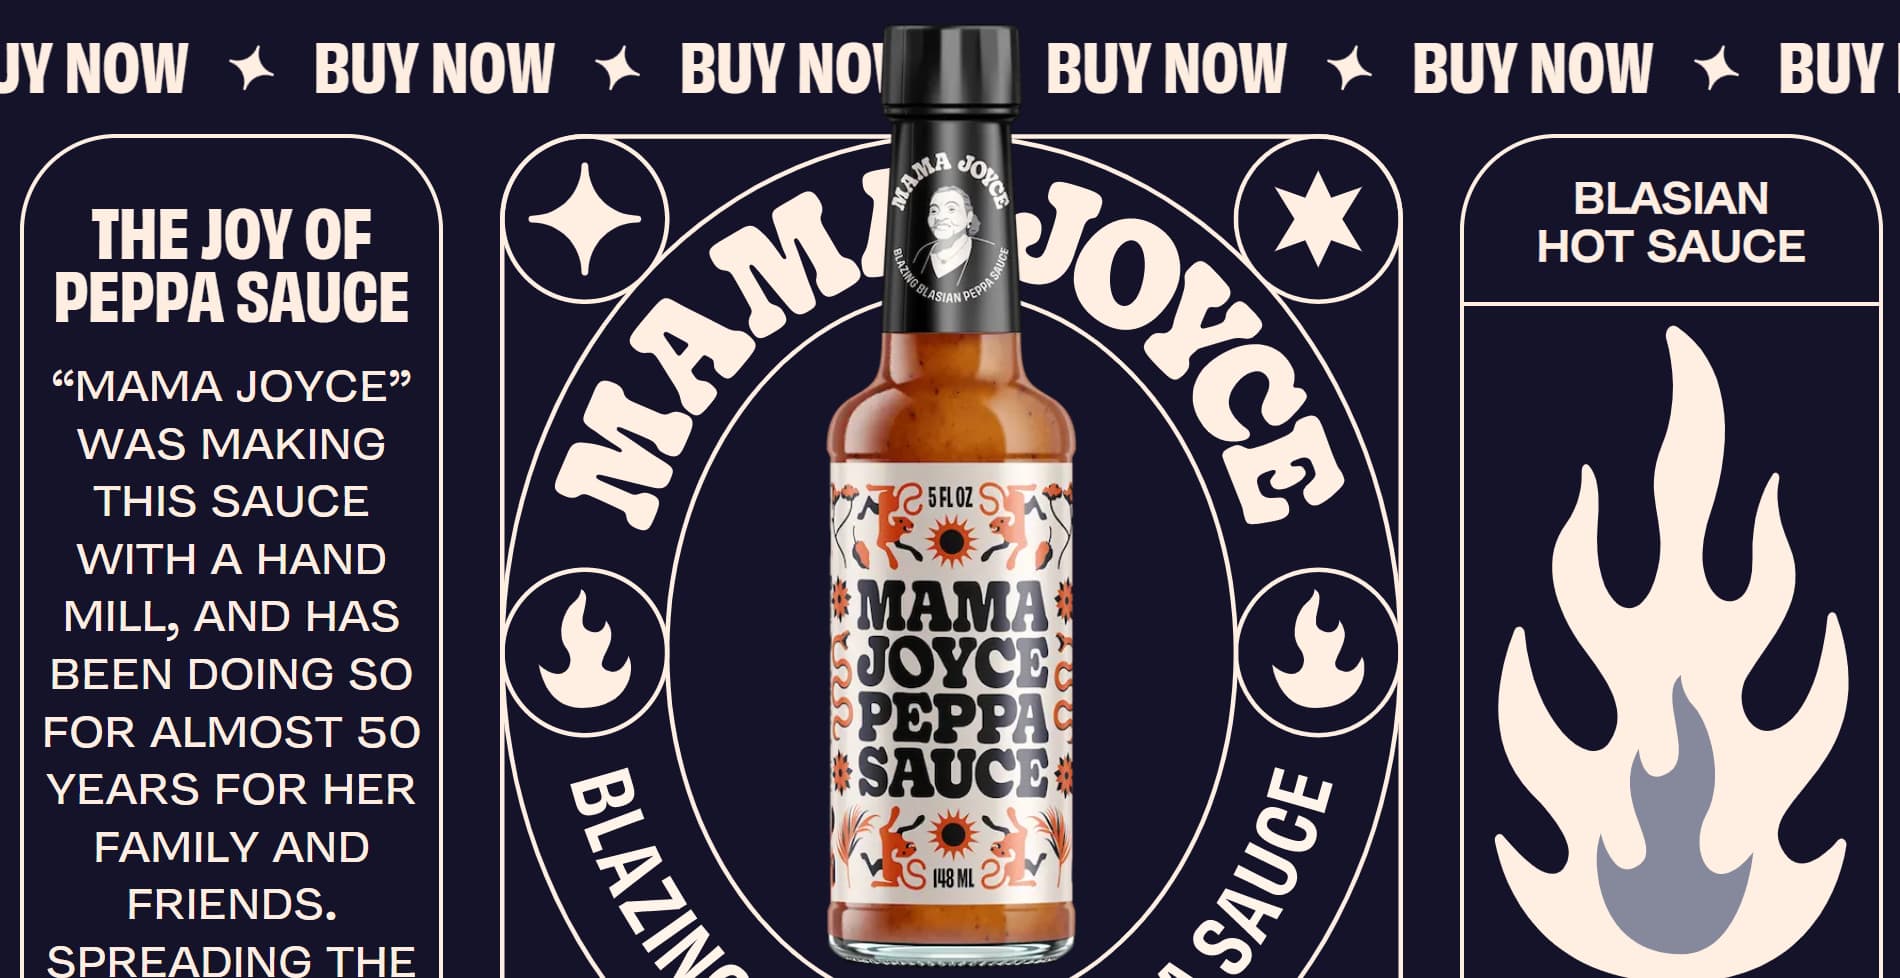 BUY NOW BUY NOW BUY BUY NOW BUY NOW BUY
THE JOY OF
PEPPA SAUCE
“MAMA JOYCE”
WAS MAKING
THIS SAUCE
WITH A HAND
MILL, AND HAS
BEEN DOING SO
FOR ALMOST 50
YEARS FOR HER
FAMILY AND
FRIENDS.
SPREADING THE
MAMA JOYCE
BLAZING
SAUCE
MAMA JOYCE
BLAZING BLASIAN PEPPA SAUCE
5 FL OZ
MAMA
JOYCE
PEPPA
SAUCE
148 ML
BLASIAN
HOT SAUCE